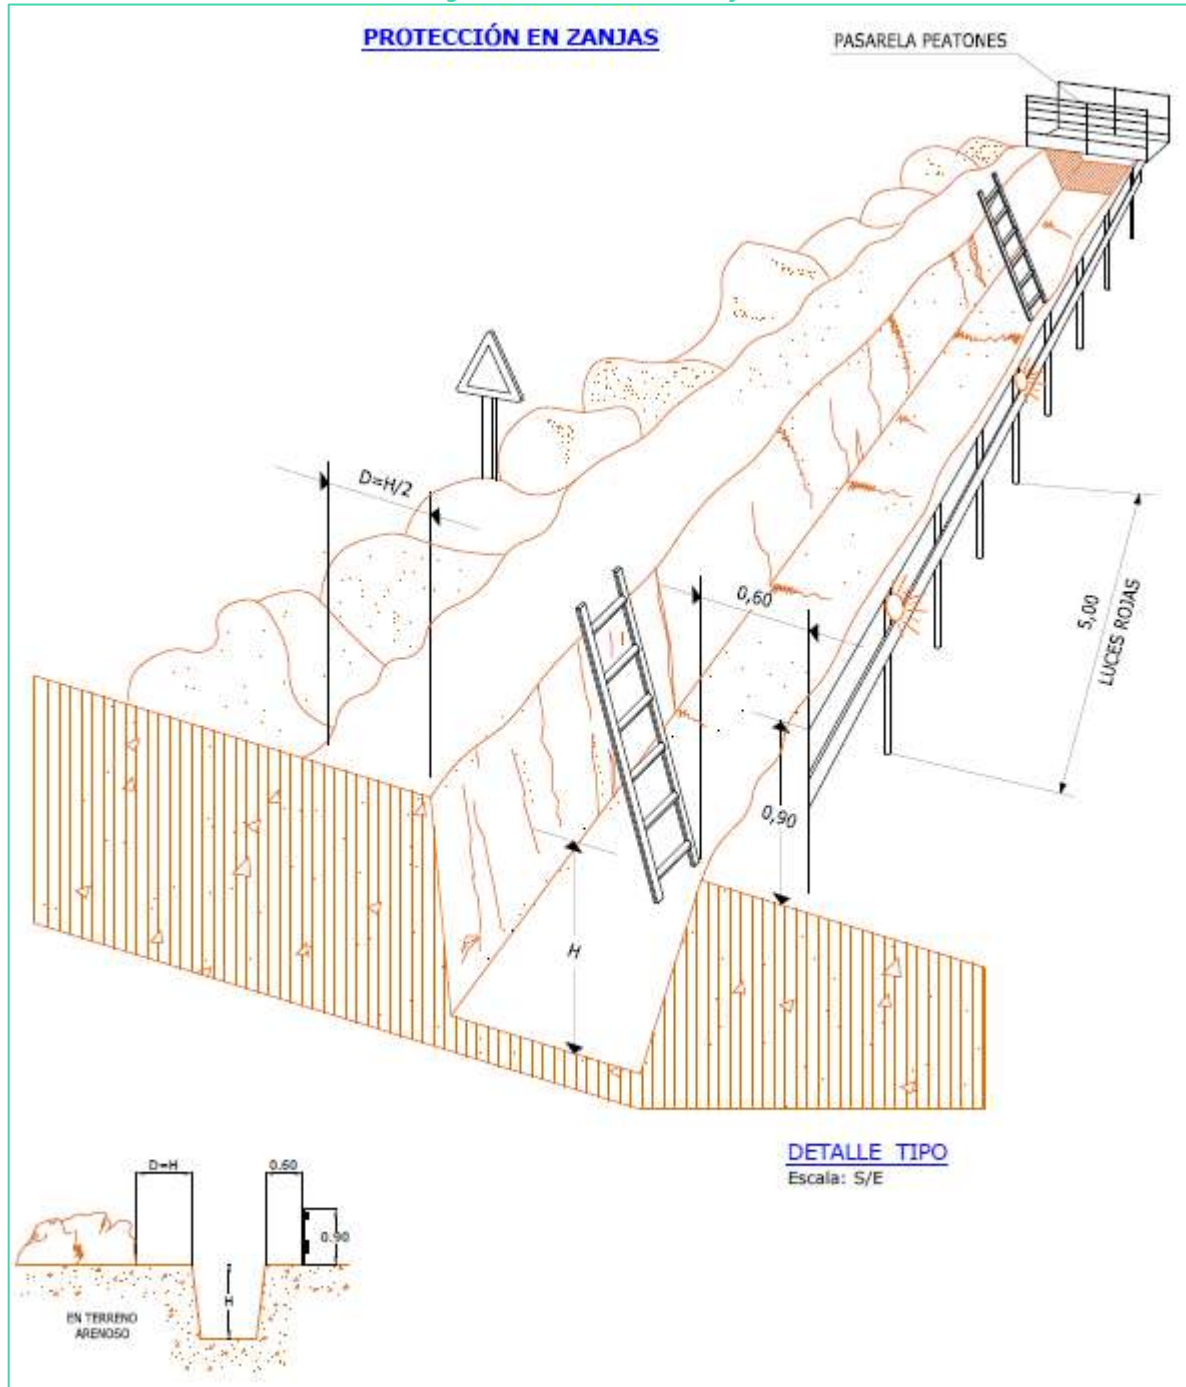 PROTECCIÓN EN ZANJAS
PASARELA PEATONES
D=H/2
0,60
5,00
LUCES ROJAS
0,90
H
DETALLE TIPO
Escala: S/E
D=H
0.60
0.90
H
EN TERRENO
ARENOSO